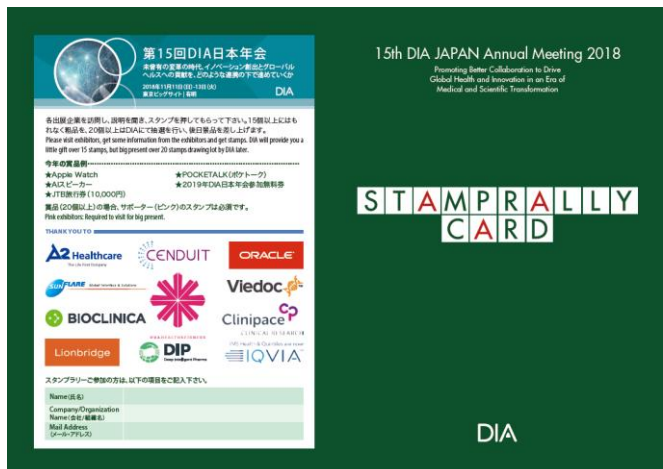 第15回DIA日本年会
未曾有の変革の時代、イノベーション創出とグローバル
ヘルスへの貢献を、どのような連携の下で進めていくか
2018年11月11日(日)-13日(火)
東京ビッグサイト|有明
DIA
各出展企業を訪問し、説明を聞き、スタンプを押してもらって下さい。15個以上にはも
れなく粗品を、20個以上はDIAにて抽選を行い、後日景品を差し上げます。
Please visit exhibitors, get some information from the exhibitors and get stamps. DIA will provide you a
little gift over 15 stamps, but big present over 20 stamps drawing lot by DIA later.
今年の賞品例
★Apple Watch
★POCKETALK(ポケトーク)
★AIスピーカー
★2019年DIA日本年会参加無料券
★JTB旅行券(10,000円)
賞品(20個以上)の場合、サポーター(ピンク)のスタンプは必須です。
Pink exhibitors: Required to visit for big present.
THANK YOU TO
A2 Healthcare
CENDUIT
ORACLE
SUNFLARE
Viedoc
BIOCLINICA
Clinipace
CLINICAL RESEARCH
Lionbridge
DIP
IQVIA
スタンプラリーご参加の方は、以下の項目をご記入下さい。
Name(氏名)
Company/Organization
Name(会社/組織名)
Mail Address
(メール・アドレス)
15th DIA JAPAN Annual Meeting 2018
Promoting Better Collaboration to Drive
Global Health and Innovation in an Era of
Medical and Scientific Transformation
STAMPRALLY
CARD
DIA